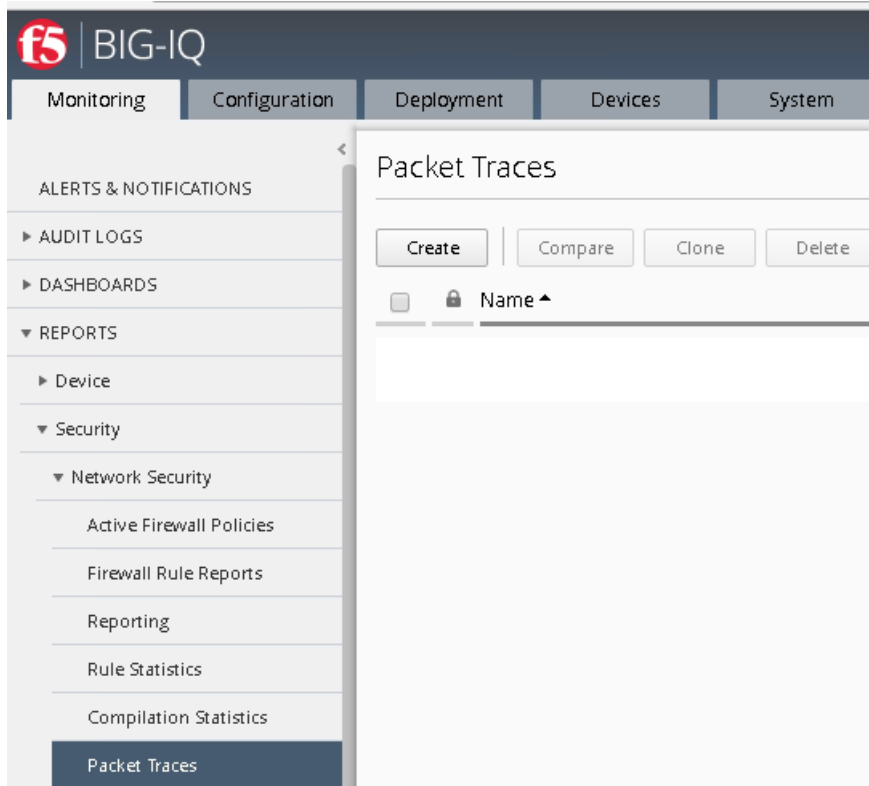 f5 BIG-IQ
Monitoring Configuration Deployment Devices System
Packet Traces
ALERTS & NOTIFICATIONS
AUDIT LOGS
DASHBOARDS
REPORTS
Device
Security
Network Security
Active Firewall Policies
Firewall Rule Reports
Reporting
Rule Statistics
Compilation Statistics
Packet Traces
Create Compare Clone Delete
Name